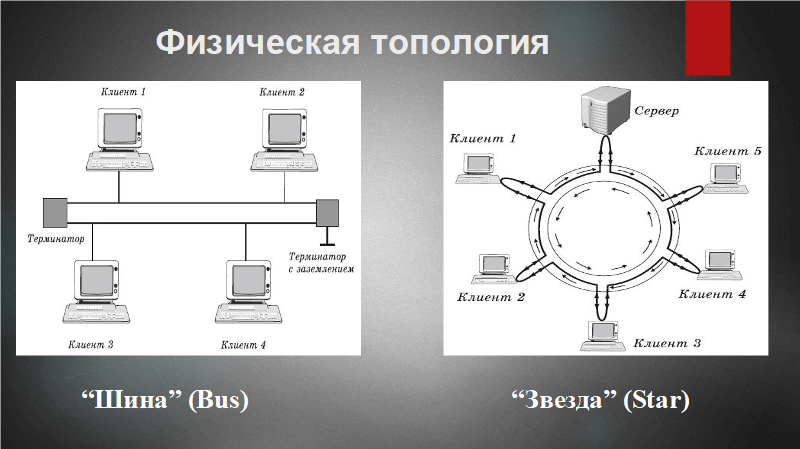 Физическая топология
Клиент 1
Клиент 2
Терминатор
Терминатор
с заземлением
Клиент 3
Клиент 4
Сервер
Клиент 1
Клиент 5
Клиент 2
Клиент 4
Клиент 3
“Шина” (Bus)
“Звезда” (Star)